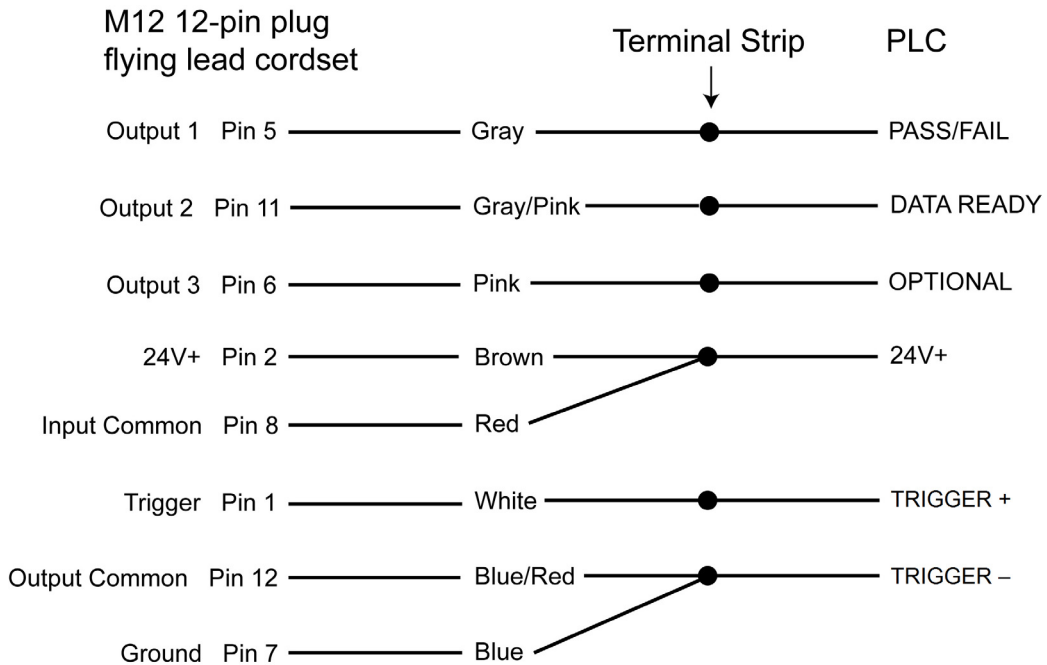 M12 12-pin plug
flying lead cordset
Terminal Strip
PLC
Output 1 Pin 5 Gray PASS/FAIL
Output 2 Pin 11 Gray/Pink DATA READY
Output 3 Pin 6 Pink OPTIONAL
24V+ Pin 2 Brown 24V+
Input Common Pin 8 Red
Trigger Pin 1 White TRIGGER +
Output Common Pin 12 Blue/Red TRIGGER –
Ground Pin 7 Blue